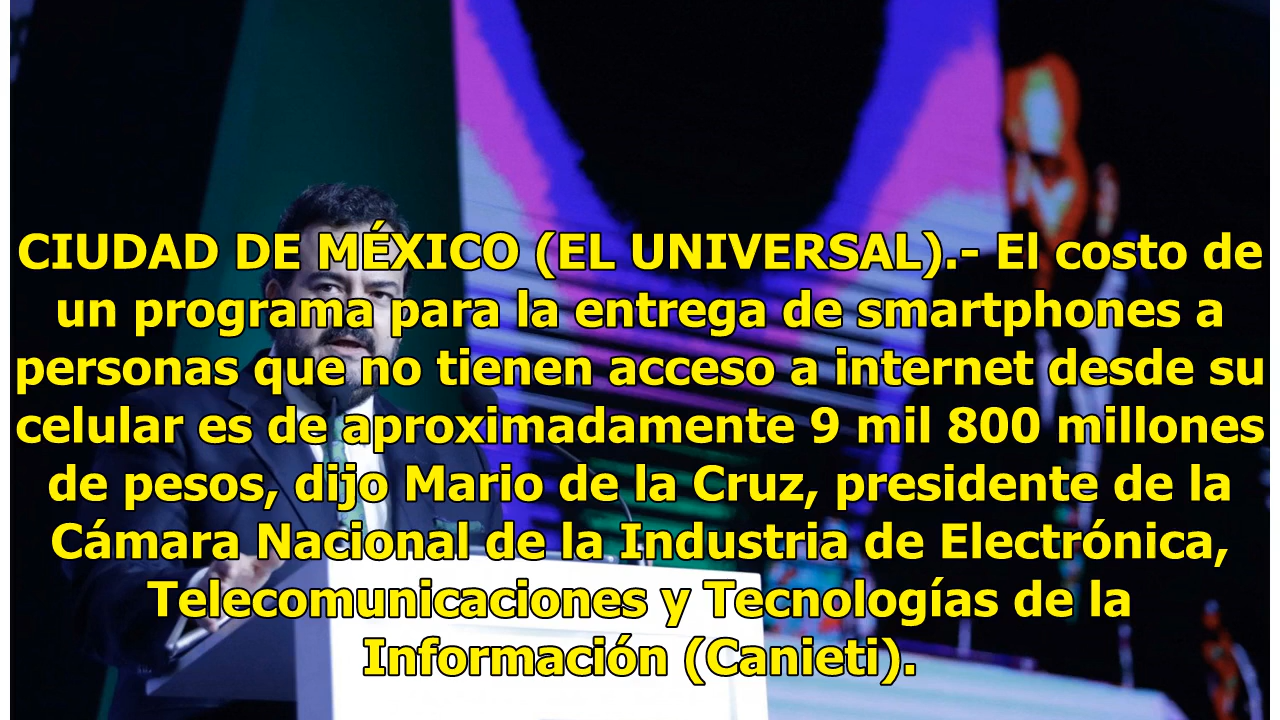 CIUDAD DE MÉXICO (EL UNIVERSAL).- El costo de
un programa para la entrega de smartphones a
personas que no tienen acceso a internet desde su
celular es de aproximadamente 9 mil 800 millones
de pesos, dijo Mario de la Cruz, presidente de la
Cámara Nacional de la Industria de Electrónica,
Telecomunicaciones y Tecnologías de la
Información (Canieti).